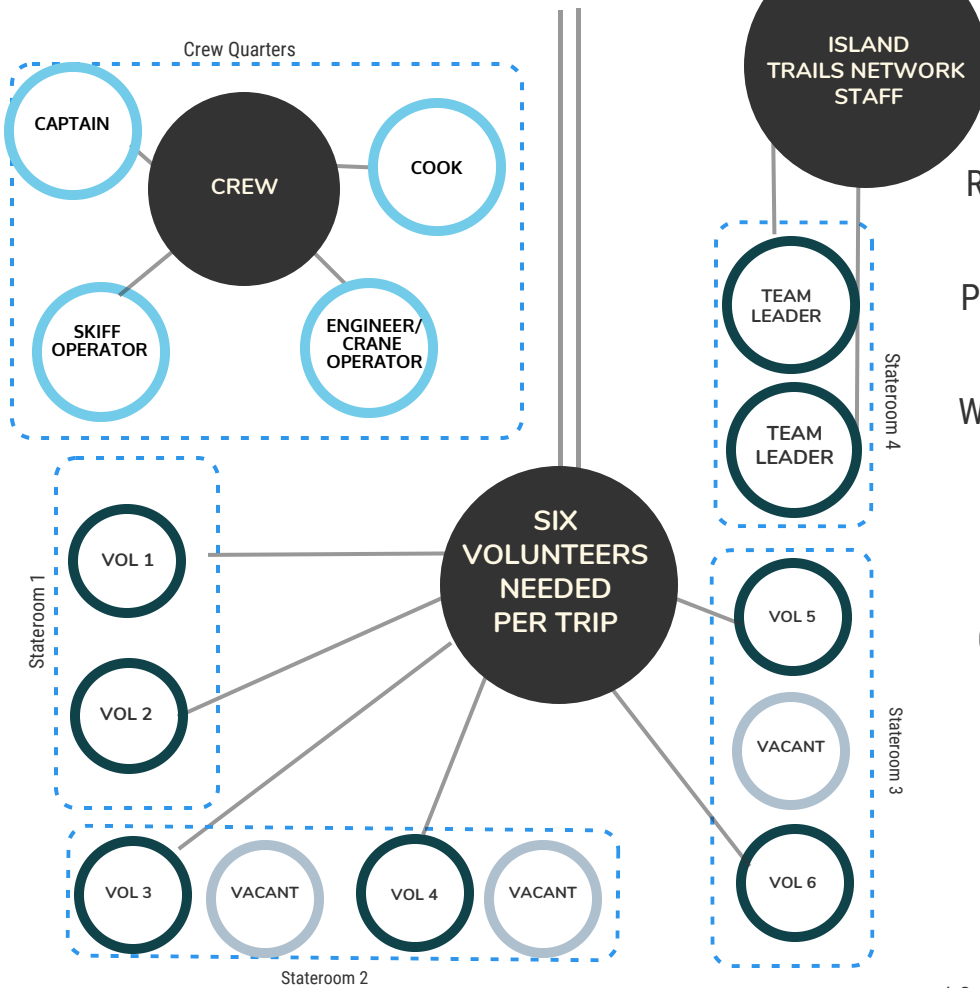 Crew Quarters
CAPTAIN
CREW
COOK
SKIFF
OPERATOR
ENGINEER/
CRANE
OPERATOR
ISLAND
TRAILS NETWORK
STAFF
TEAM
LEADER
TEAM
LEADER
Stateroom 4
SIX
VOLUNTEERS
NEEDED
PER TRIP
Stateroom 1
VOL 1
VOL 2
VOL 3
VACANT
VOL 4
VACANT
Stateroom 2
VOL 5
VACANT
VOL 6
Stateroom 3
R
P
W